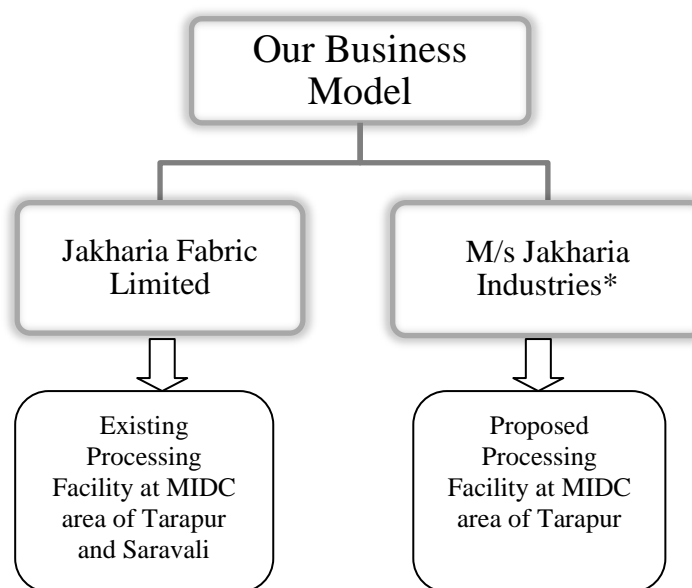 Our Business
Model
Jakharia Fabric
Limited
M/s Jakharia
Industries*
Existing
Processing
Facility at MIDC
area of Tarapur
and Saravali
Proposed
Processing
Facility at MIDC
area of Tarapur